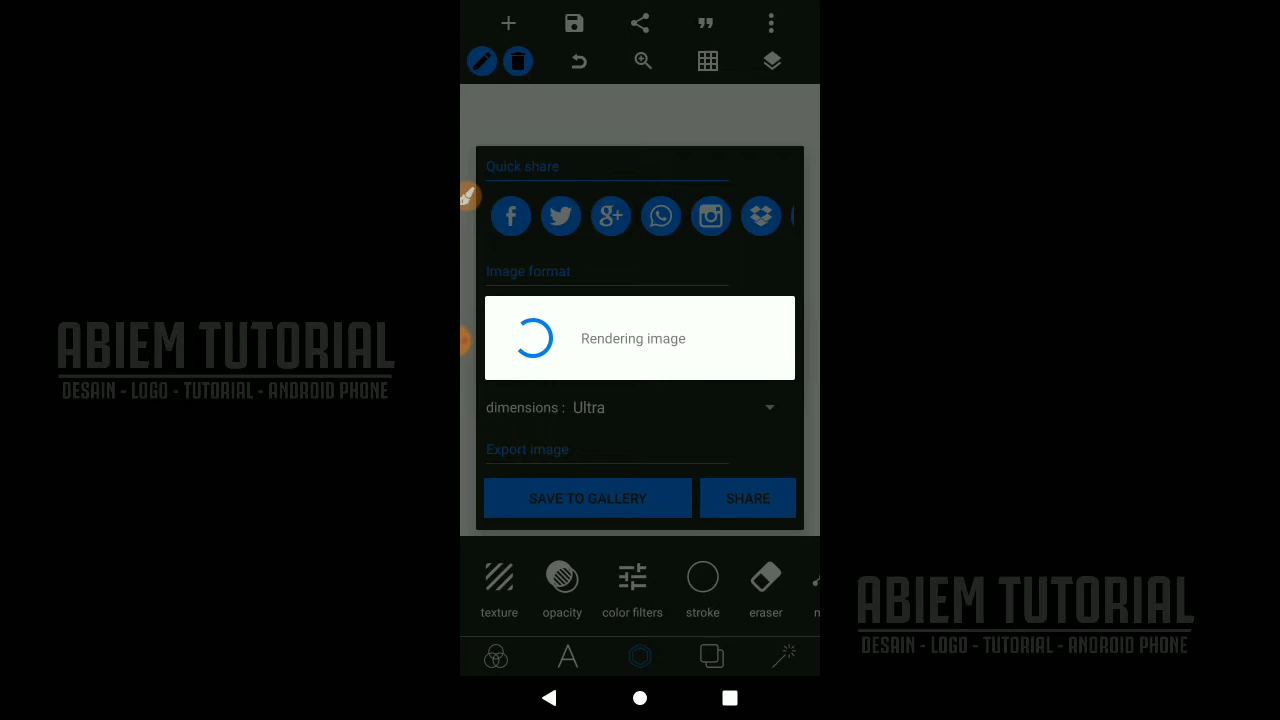 Quick share
Image format
Rendering image
dimensions : Ultra
Export image
SAVE TO GALLERY
SHARE
texture
opacity
color filters
stroke
eraser
ABIEM TUTORIAL
DESAIN - LOGO - TUTORIAL - ANDROID PHONE
ABIEM TUTORIAL
DESAIN - LOGO - TUTORIAL - ANDROID PHONE